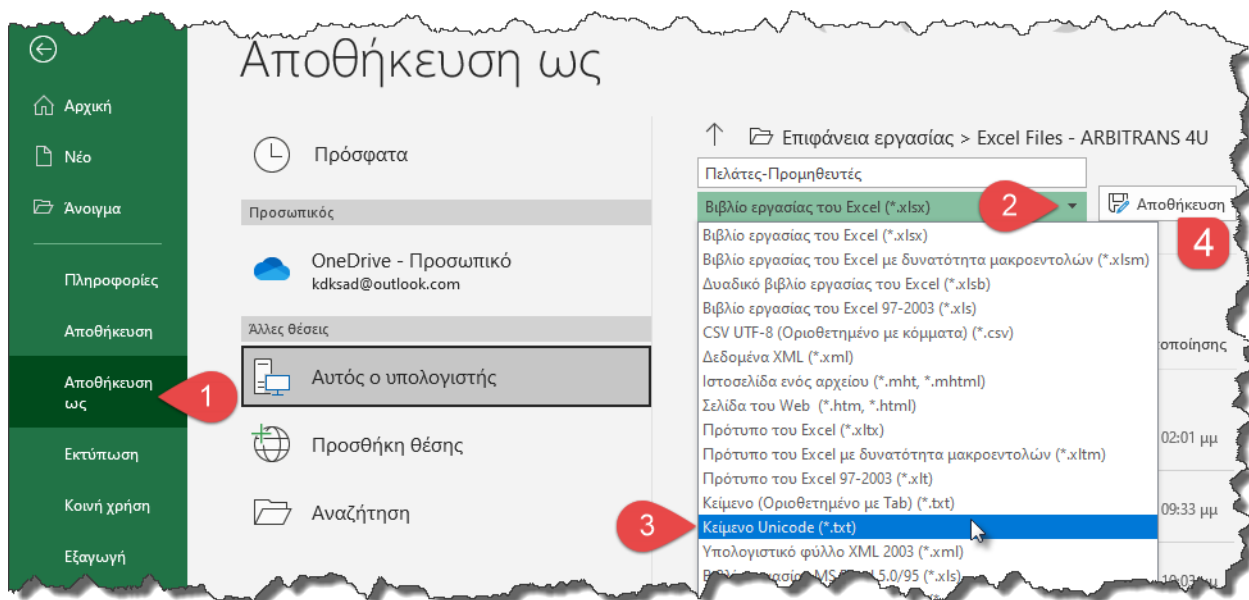 Αποθήκευση ως
Αρχική
Νέο
Άνοιγμα
Πληροφορίες
Αποθήκευση
Αποθήκευση
ως
Εκτύπωση
Κοινή χρήση
Εξαγωγή
1
Πρόσφατα
Προσωπικός
OneDrive - Προσωπικό
kdksad@outlook.com
Άλλες θέσεις
Αυτός ο υπολογιστής
Προσθήκη θέσης
Αναζήτηση
Επιφάνεια εργασίας > Excel Files - ARBITRANS 4U
Πελάτες-Προμηθευτές
Βιβλίο εργασίας του Excel (*.xlsx)
2
Αποθήκευση
4
Βιβλίο εργασίας του Excel (*.xlsx)
Βιβλίο εργασίας του Excel με δυνατότητα μακροεντολών (*.xlsm)
Δυαδικό βιβλίο εργασίας του Excel (*.xlsb)
Βιβλίο εργασίας του Excel 97-2003 (*.xls)
CSV UTF-8 (Οριοθετημένο με κόμματα) (*.csv)
Δεδομένα XML (*.xml)
Ιστοσελίδα ενός αρχείου (*.mht, *.mhtml)
Σελίδα του Web (*.htm, *.html)
Πρότυπο του Excel (*.xltx)
Πρότυπο του Excel με δυνατότητα μακροεντολών (*.xltm)
Πρότυπο του Excel 97-2003 (*.xlt)
Κείμενο (Οριοθετημένο με Tab) (*.txt)
3
Κείμενο Unicode (*.txt)
Υπολογιστικό φύλλο XML 2003 (*.xml)
5.0/95 (*.xls)
02:01 μμ
09:33 μμ